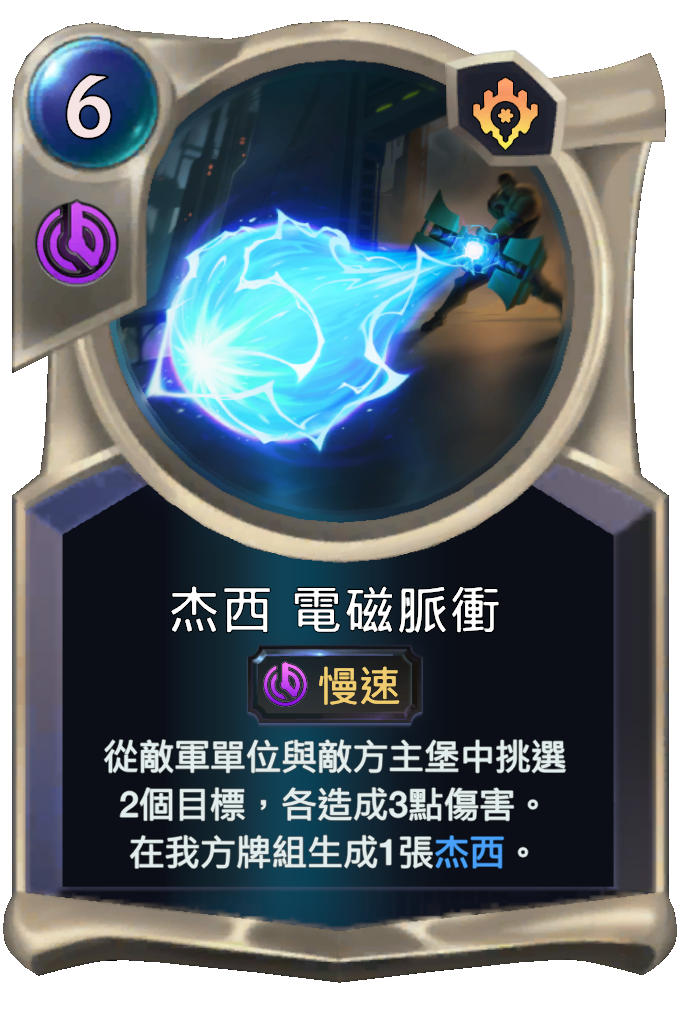 6
杰西 電磁脈衝
慢速
從敵軍單位與敵方主堡中挑選
2個目標，各造成3點傷害。
在我方牌組生成1張杰西。